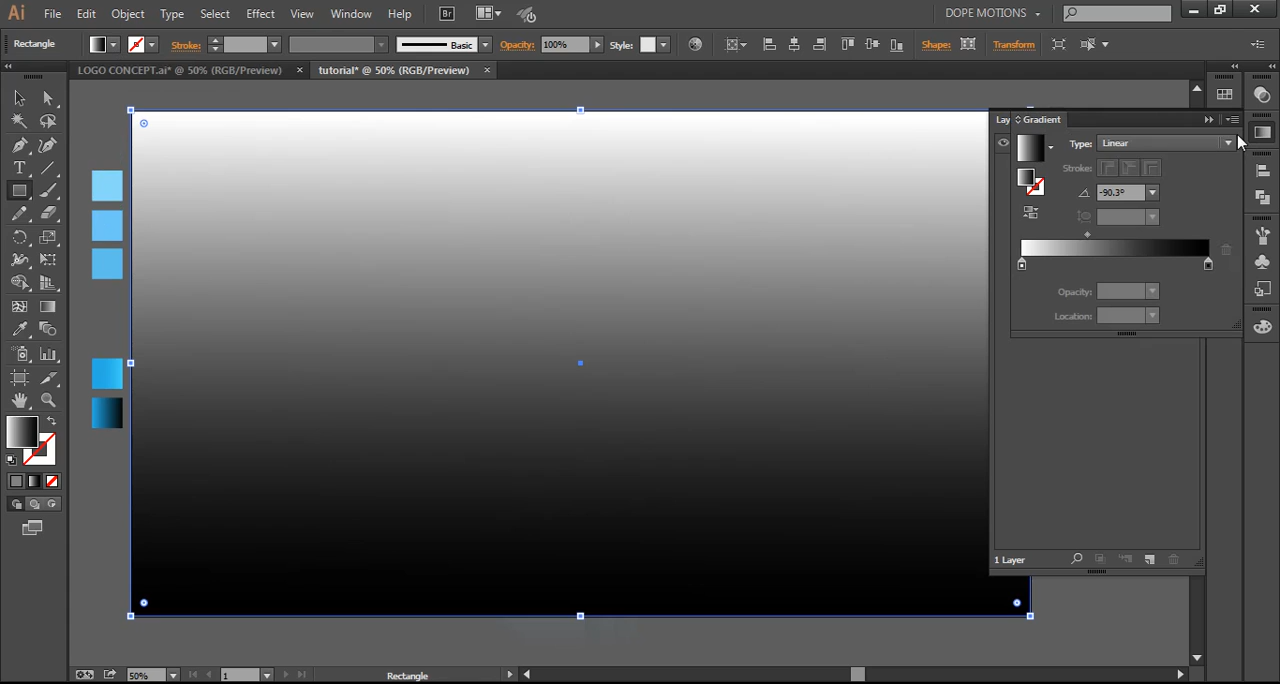 Ai File Edit Object Type Select Effect View Window Help Br DOPE MOTIONS
Rectangle Stroke: Basic Opacity: 100% Style: Shape: Transform
LOGO CONCEPT.ai* @ 50% (RGB/Preview) × tutorial* @ 50% (RGB/Preview) ×
Lay Gradient
Type: Linear
Stroke:
-90.3°
Opacity:
Location:
1 Layer
50% 1 Rectangle